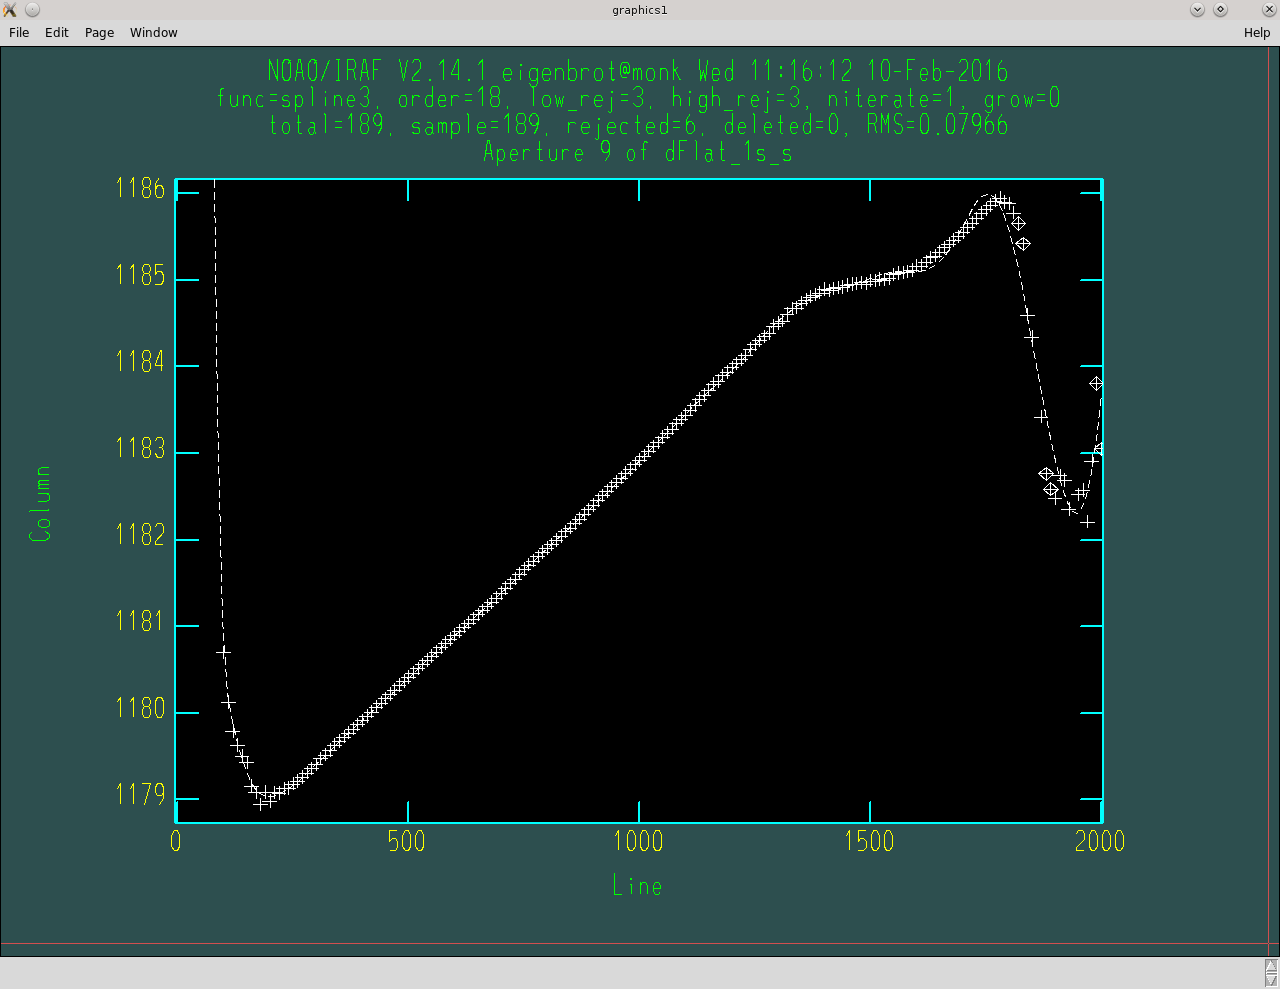 graphics1
File Edit Page Window Help
NOAO/IRAF V2.14.1 eigenbrot@monk Wed 11:16:12 10-Feb-2016
func=spline3, order=18, low_rej=3, high_rej=3, niterate=1, grow=0
total=189, sample=189, rejected=6, deleted=0, RMS=0.07966
Aperture 9 of dFlat_1s_s
1186
1185
1184
1183
1182
1181
1180
1179
Column
0 500 1000 1500 2000
Line